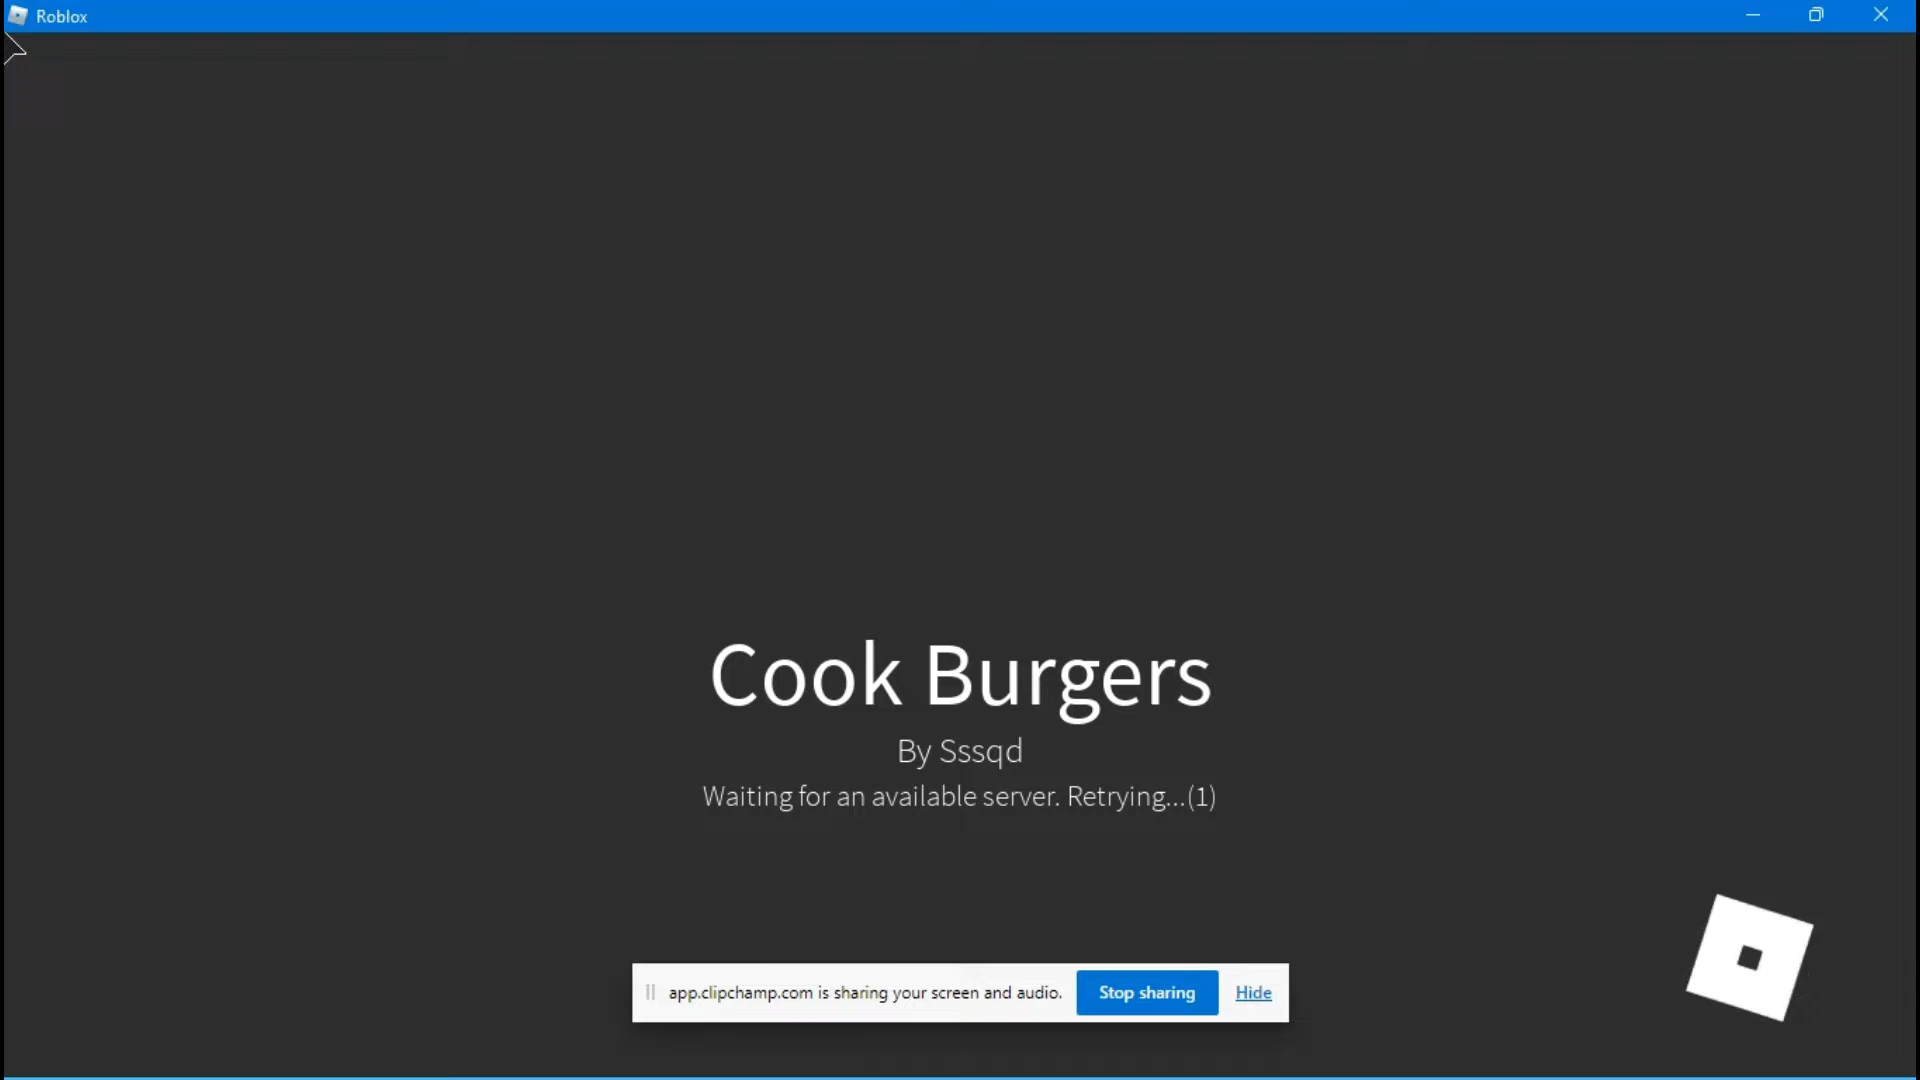 Roblox
Cook Burgers
By Sssqd
Waiting for an available server. Retrying...(1)
app.clipchamp.com is sharing your screen and audio. Stop sharing Hide